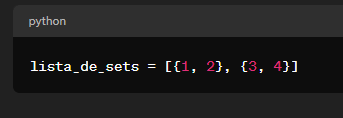 python
lista_de_sets = [{1, 2}, {3, 4}]